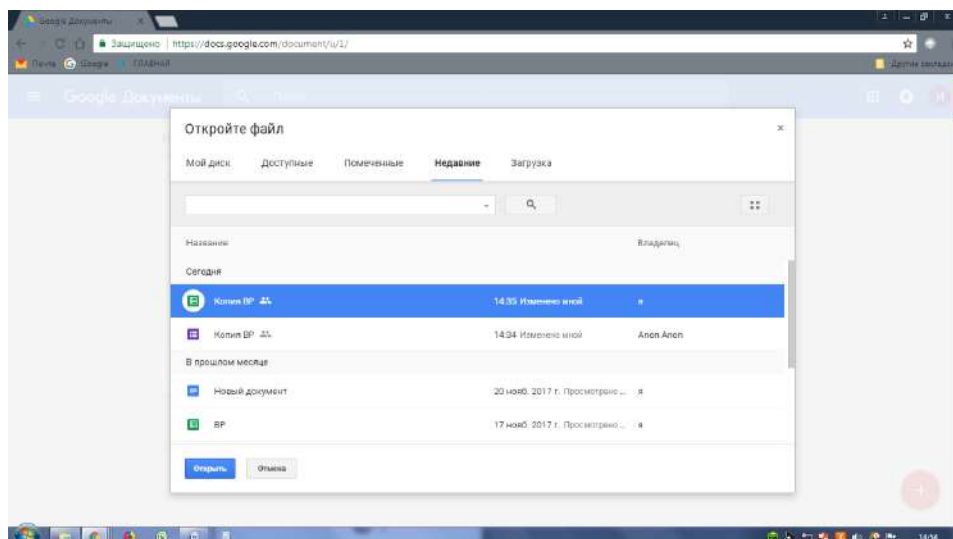 Google Документы
Защищено | https://docs.google.com/document/u/1/
Почта Google ГЛАВНАЯ Другие закладки
Google Документы
Откройте файл
Мой диск Доступные Помеченные Недавние Загрузка
Название Владелец
Сегодня
Копия ВР 14:35 Изменено мной я
Копия ВР 14:34 Изменено мной Anon Anon
В прошлом месяце
Новый документ 20 нояб. 2017 г. Просмотрено ... я
ВР 17 нояб. 2017 г. Просмотрено ... я
Открыть Отмена